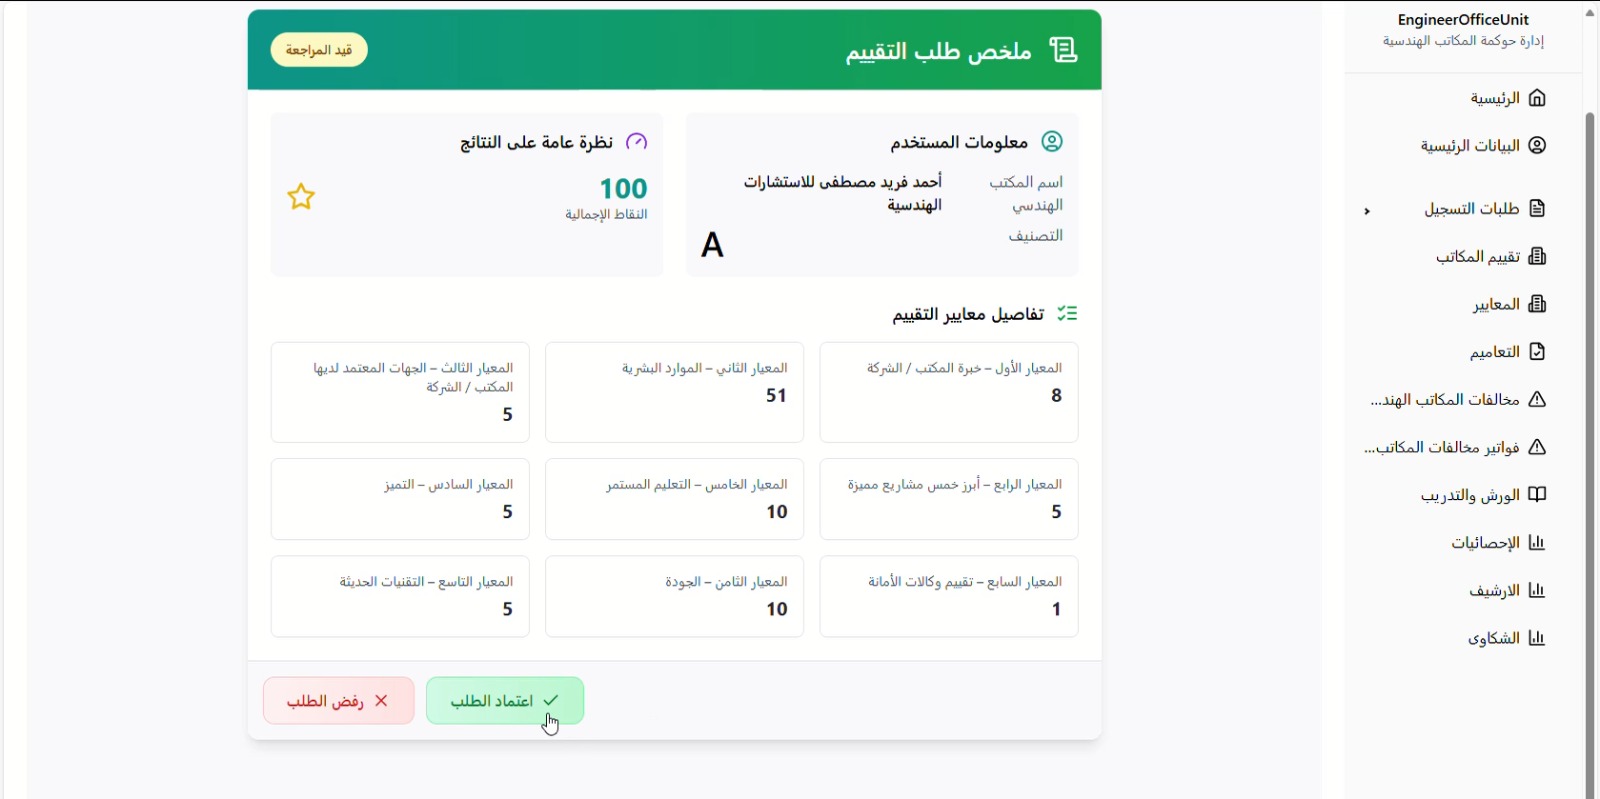 EngineerOfficeUnit
إدارة حوكمة المكاتب الهندسية
الرئيسية
البيانات الرئيسية
طلبات التسجيل
تقييم المكاتب
المعايير
التعاميم
مخالفات المكاتب الهند...
فواتير مخالفات المكاتب...
الورش والتدريب
الإحصائيات
الارشيف
الشكاوى
ملخص طلب التقييم
قيد المراجعة
معلومات المستخدم
اسم المكتب الهندسي
أحمد فريد مصطفى للاستشارات
الهندسية
التصنيف
A
نظرة عامة على النتائج
100
النقاط الإجمالية
تفاصيل معايير التقييم
المعيار الأول – خبرة المكتب / الشركة
8
المعيار الثاني – الموارد البشرية
51
المعيار الثالث – الجهات المعتمد لديها
المكتب / الشركة
5
المعيار الرابع – أبرز خمس مشاريع مميزة
5
المعيار الخامس – التعليم المستمر
10
المعيار السادس – التميز
5
المعيار السابع – تقييم وكالات الأمانة
1
المعيار الثامن – الجودة
10
المعيار التاسع – التقنيات الحديثة
5
اعتماد الطلب
رفض الطلب